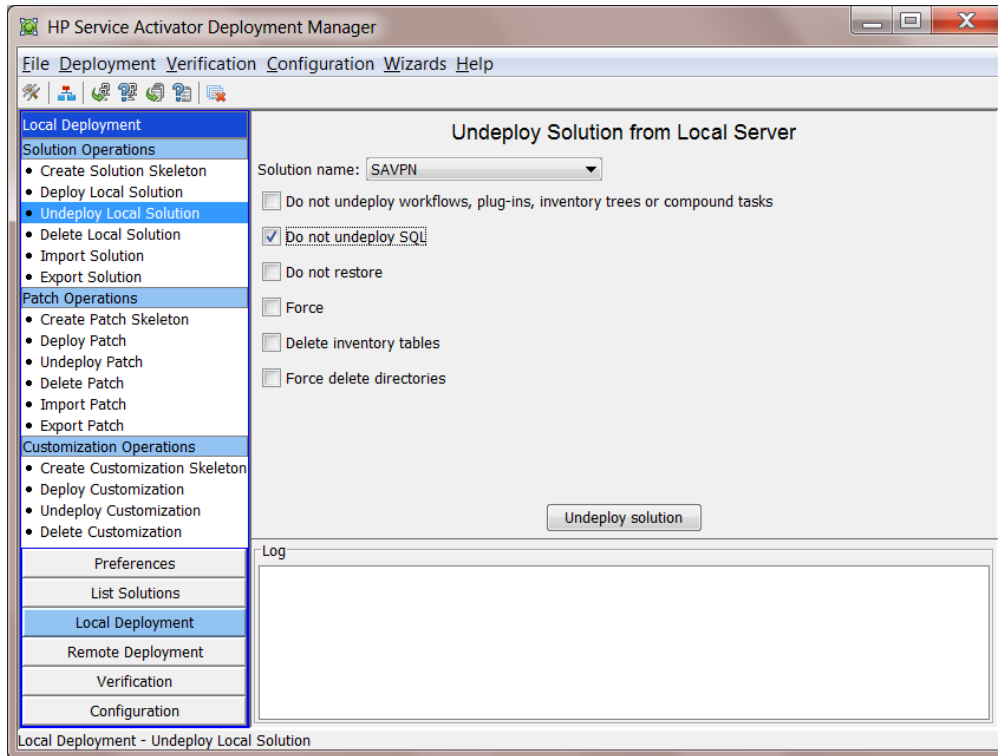 HP Service Activator Deployment Manager
File Deployment Verification Configuration Wizards Help
Local Deployment
Solution Operations
• Create Solution Skeleton
• Deploy Local Solution
• Undeploy Local Solution
• Delete Local Solution
• Import Solution
• Export Solution
Patch Operations
• Create Patch Skeleton
• Deploy Patch
• Undeploy Patch
• Delete Patch
• Import Patch
• Export Patch
Customization Operations
• Create Customization Skeleton
• Deploy Customization
• Undeploy Customization
• Delete Customization
Preferences
List Solutions
Local Deployment
Remote Deployment
Verification
Configuration
Undeploy Solution from Local Server
Solution name: SAVPN
Do not undeploy workflows, plug-ins, inventory trees or compound tasks
Do not undeploy SQL
Do not restore
Force
Delete inventory tables
Force delete directories
Undeploy solution
Log
Local Deployment - Undeploy Local Solution